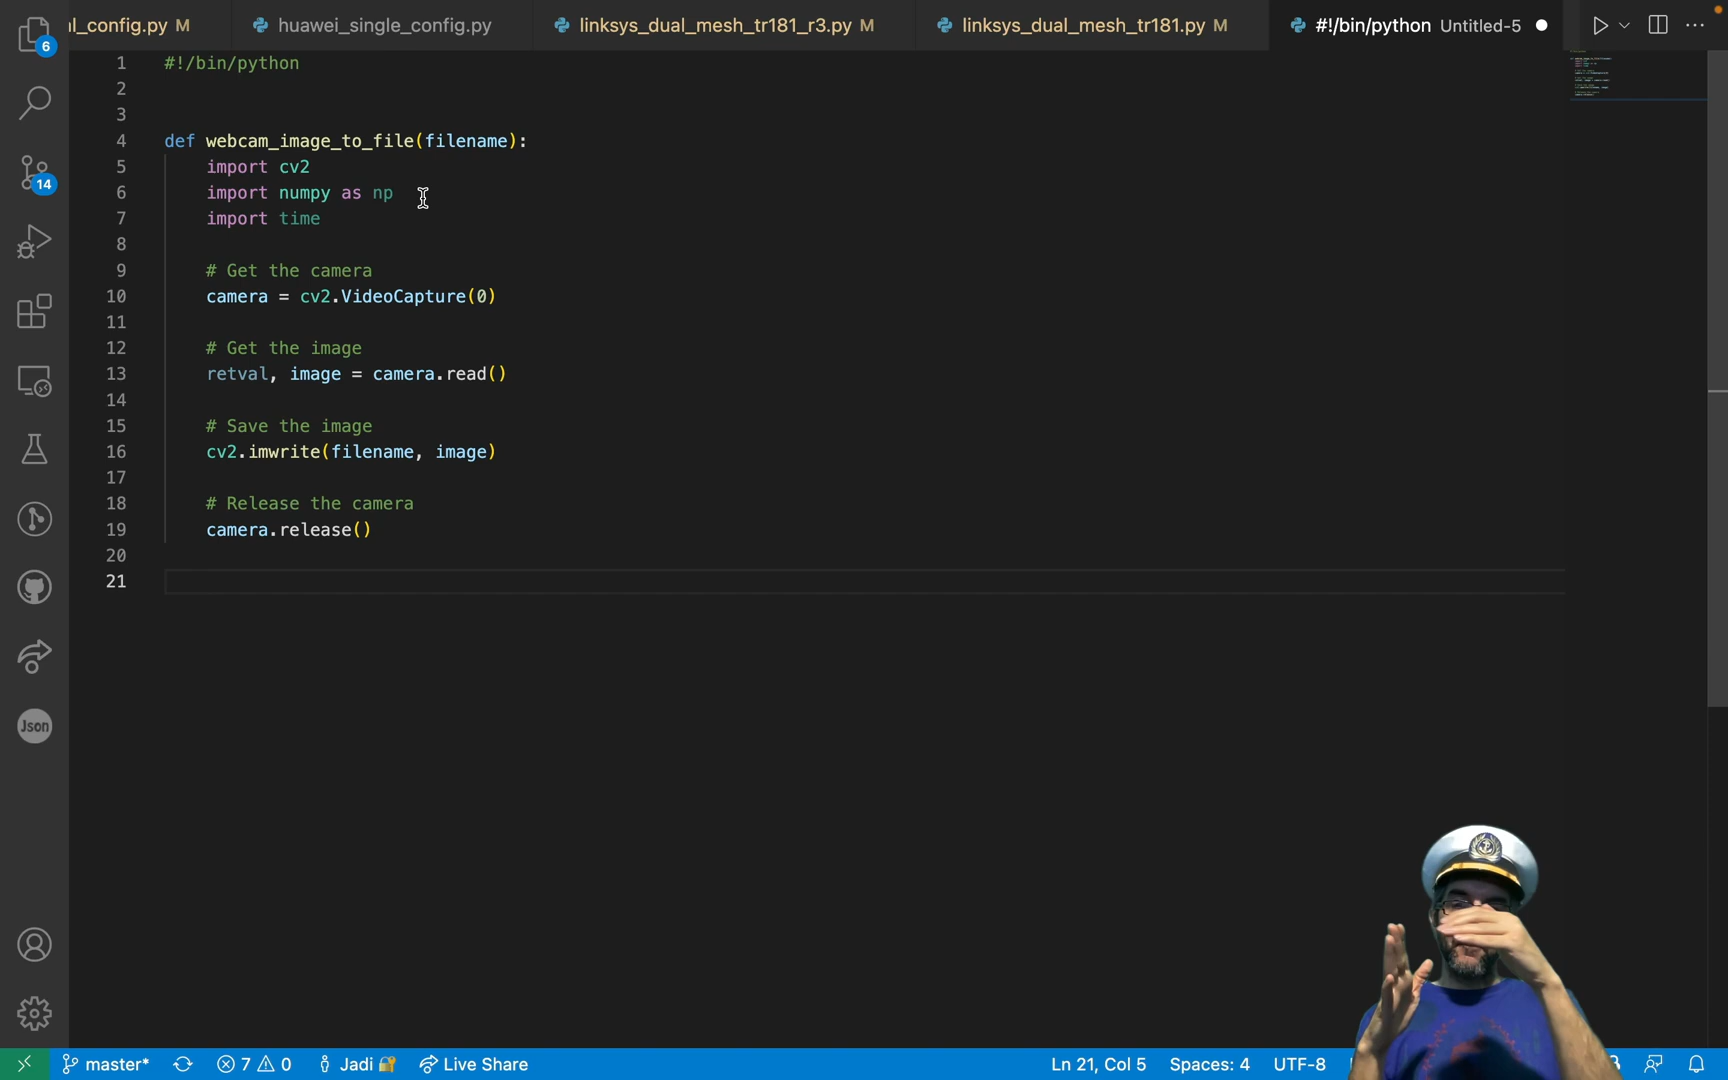 l_config.py M huawei_single_config.py linksys_dual_mesh_tr181_r3.py M linksys_dual_mesh_tr181.py M #!/bin/python Untitled-5
6
14
Json
1 #!/bin/python
2
3
4 def webcam_image_to_file(filename):
5 import cv2
6 import numpy as np
7 import time
8
9 # Get the camera
10 camera = cv2.VideoCapture(0)
11
12 # Get the image
13 retval, image = camera.read()
14
15 # Save the image
16 cv2.imwrite(filename, image)
17
18 # Release the camera
19 camera.release()
20
21
master* 7 0 Jadi Live Share Ln 21, Col 5 Spaces: 4 UTF-8